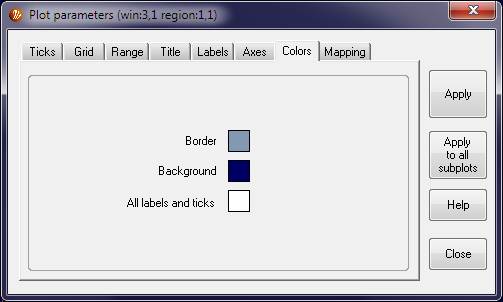 Plot parameters (win:3,1 region:1,1)
Ticks Grid Range Title Labels Axes Colors Mapping
Border
Background
All labels and ticks
Apply
Apply
to all
subplots
Help
Close